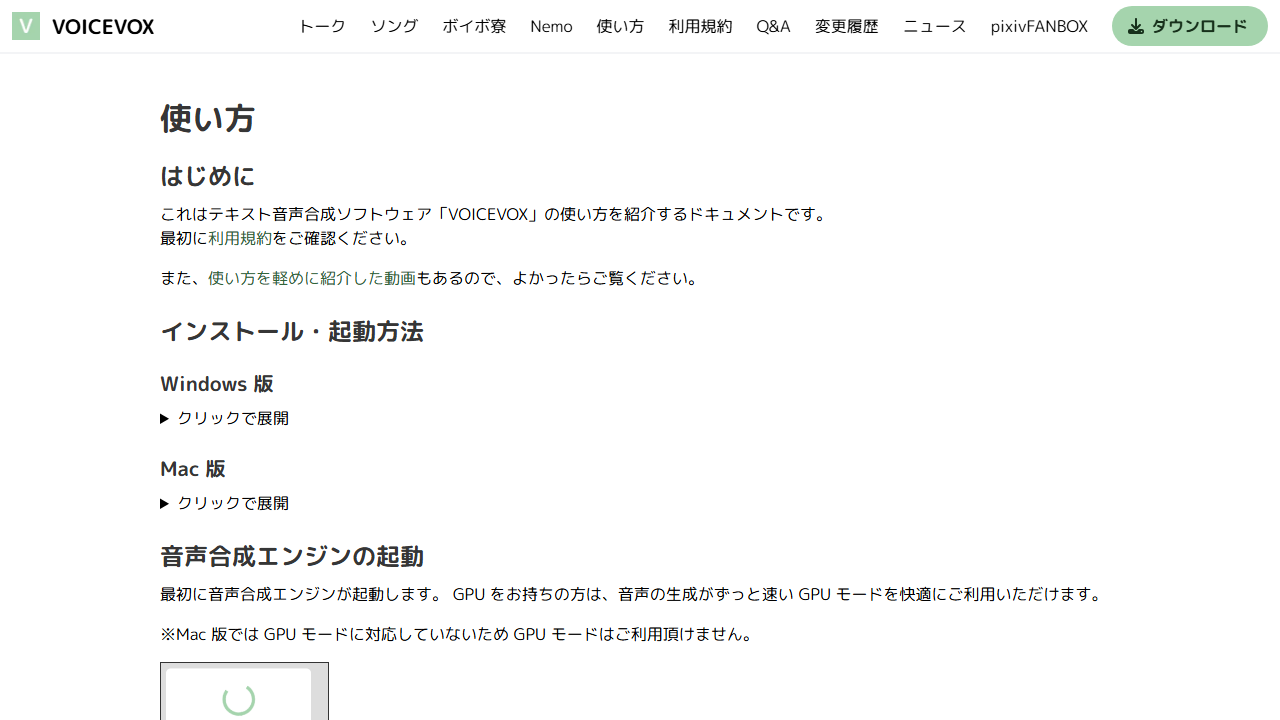 V VOICEVOX トーク ソング ボイボ寮 Nemo 使い方 利用規約 Q&A 変更履歴 ニュース pixivFANBOX ダウンロード
使い方
はじめに
これはテキスト音声合成ソフトウェア「VOICEVOX」の使い方を紹介するドキュメントです。
最初に利用規約をご確認ください。
また、使い方を軽めに紹介した動画もあるので、よかったらご覧ください。
インストール・起動方法
Windows 版
クリックで展開
Mac 版
クリックで展開
音声合成エンジンの起動
最初に音声合成エンジンが起動します。 GPU をお持ちの方は、音声の生成がずっと速い GPU モードを快適にご利用いただけます。
※Mac 版では GPU モードに対応していないため GPU モードはご利用頂けません。